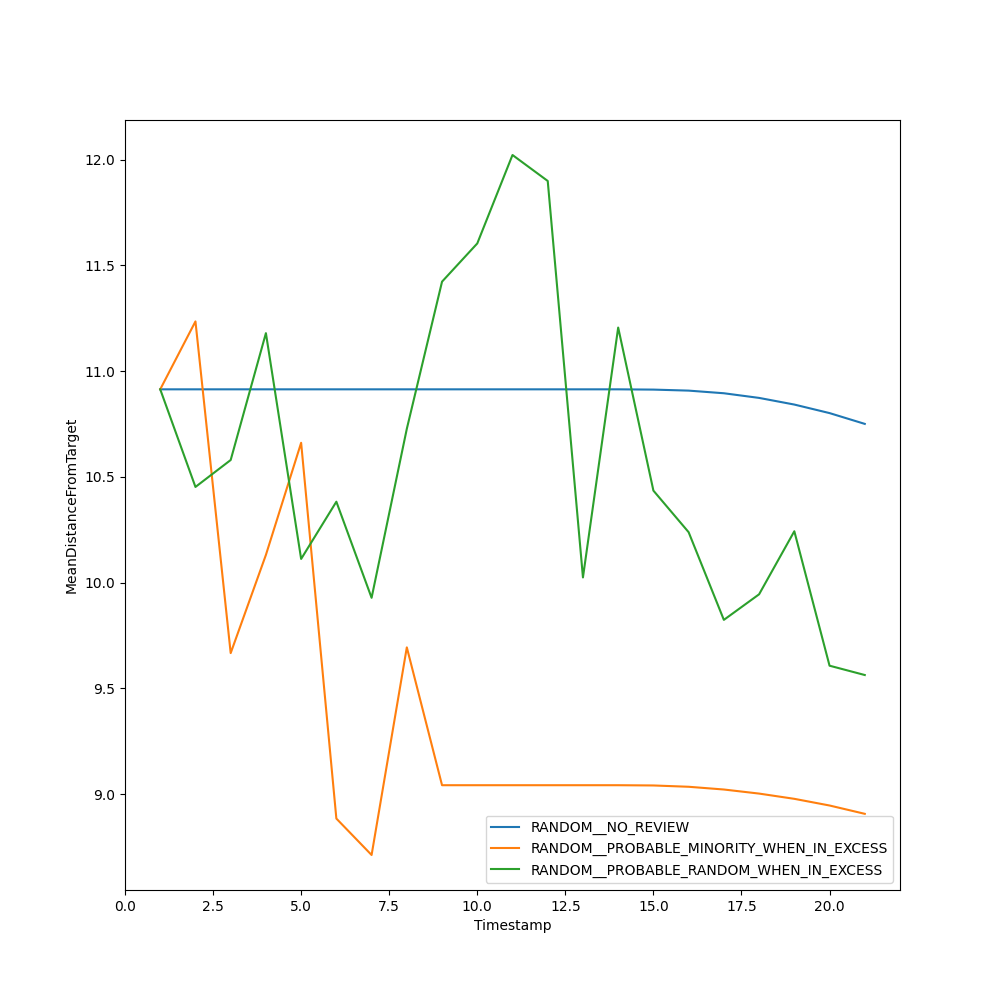 12.0
11.5
11.0
10.5
10.0
9.5
9.0
MeanDistanceFromTarget
RANDOM__NO_REVIEW
RANDOM__PROBABLE_MINORITY_WHEN_IN_EXCESS
RANDOM__PROBABLE_RANDOM_WHEN_IN_EXCESS
0.0 2.5 5.0 7.5 10.0 12.5 15.0 17.5 20.0
Timestamp